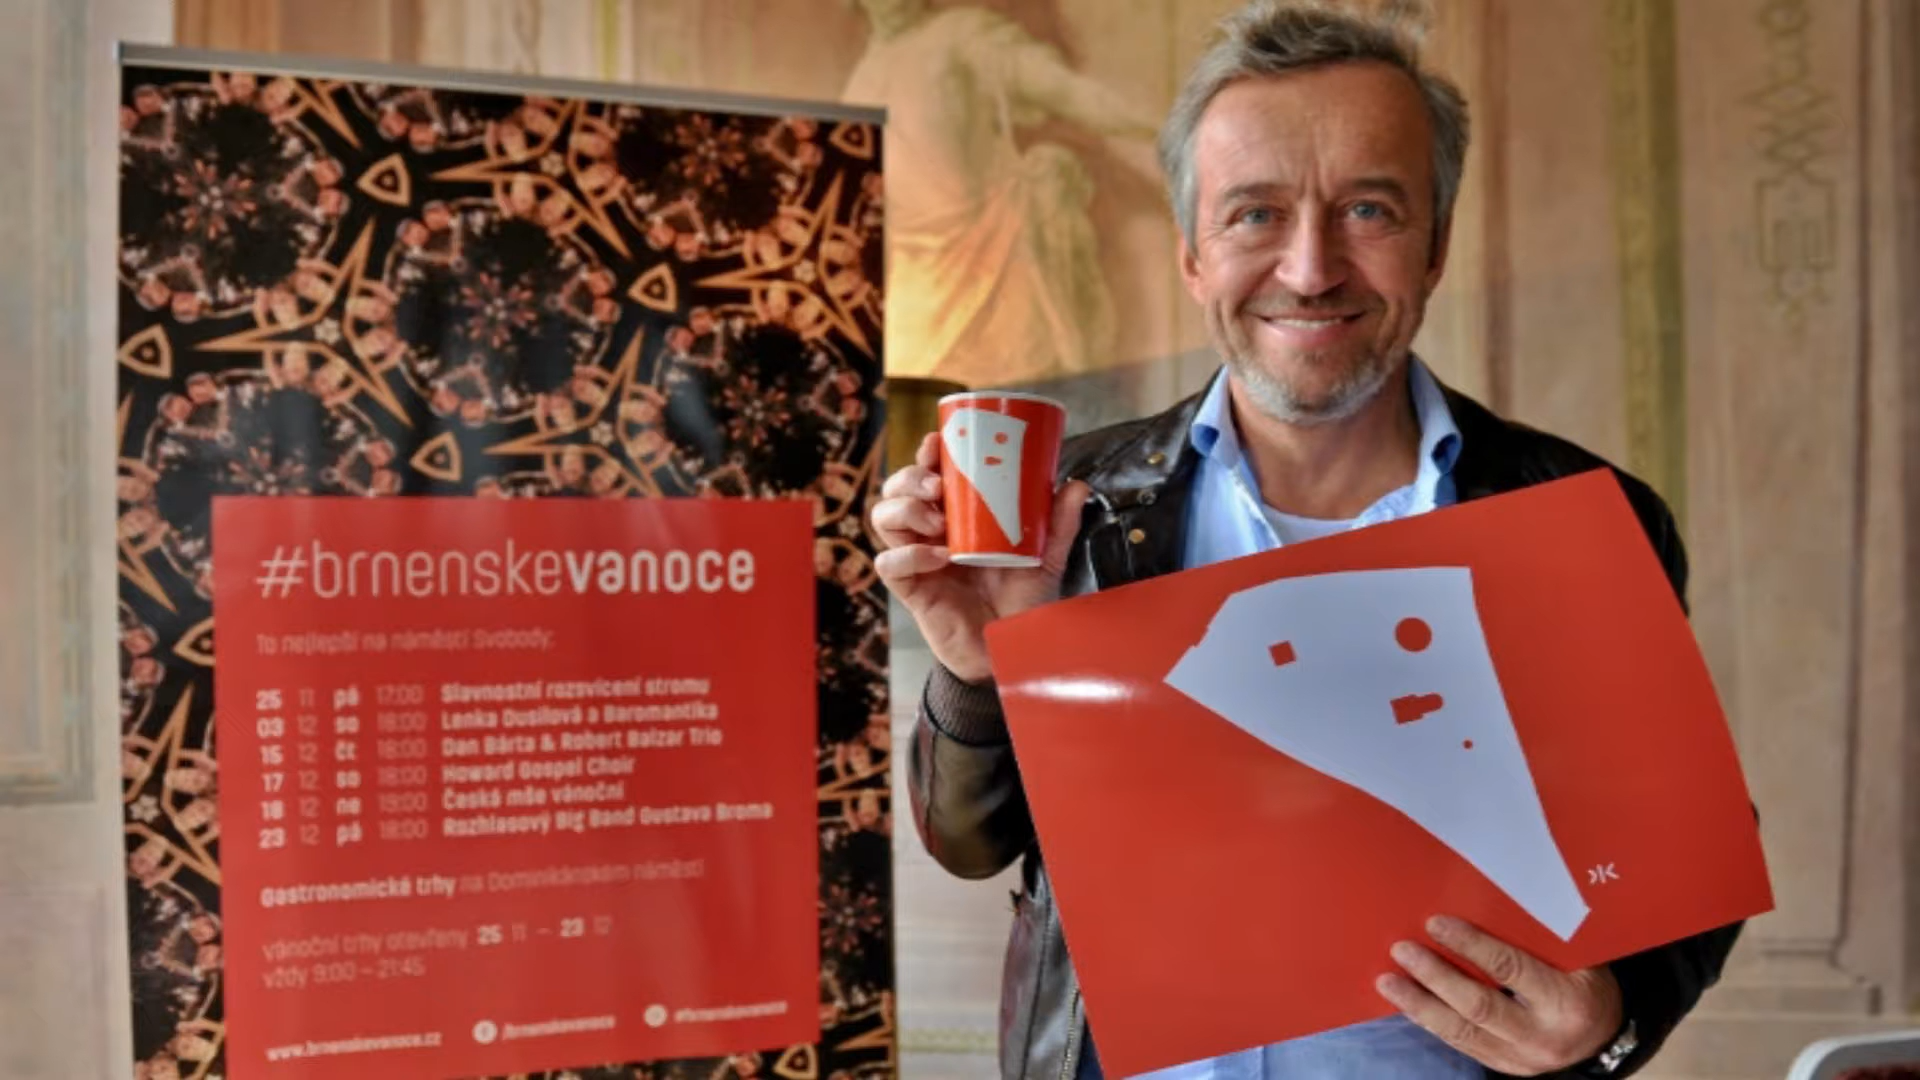 #brnenskevanoce
To nejlepší na náměstí Svobody:
25 11 pá 17:00 Slavnostní rozsvícení stromu
03 12 so 18:00 Lenka Dusilová a Baromantika
15 12 čt 18:00 Dan Bárta & Robert Balzar Trio
17 12 so 18:00 Howard Gospel Choir
18 12 ne 19:00 Česká mše vánoční
23 12 pá 18:00 Rozhlasový Big Band Gustava Broma
Gastronomické trhy na Dominikánském náměstí
vánoční trhy otevřeny 25 11 – 23 12
vždy 9:00 – 21:45
www.brnenskevanoce.cz /brnenskevanoce #brnenskevanoce